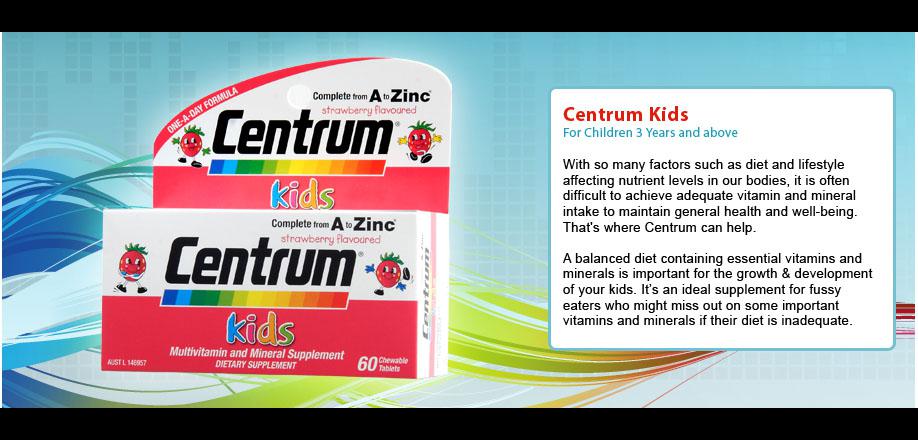 ONE-A-DAY FORMULA
Complete from A to Zinc®
strawberry flavoured
Centrum®
kids
Complete from A to Zinc®
strawberry flavoured
Centrum®
kids
Multivitamin and Mineral Supplement
DIETARY SUPPLEMENT
AUST L 146957
60 Chewable
Tablets
Centrum
Centrum Kids
For Children 3 Years and above
With so many factors such as diet and lifestyle
affecting nutrient levels in our bodies, it is often
difficult to achieve adequate vitamin and mineral
intake to maintain general health and well-being.
That's where Centrum can help.
A balanced diet containing essential vitamins and
minerals is important for the growth & development
of your kids. It's an ideal supplement for fussy
eaters who might miss out on some important
vitamins and minerals if their diet is inadequate.